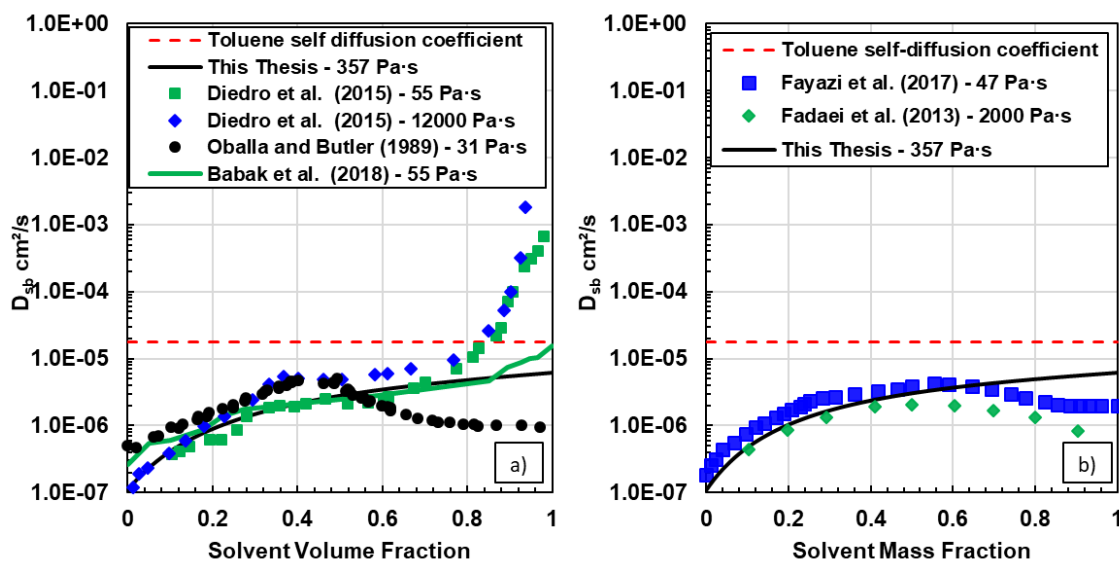 1.0E+00
1.0E-01
1.0E-02
1.0E-03
1.0E-04
1.0E-05
1.0E-06
1.0E-07
Dsb cm²/s
Toluene self diffusion coefficient
This Thesis - 357 Pa·s
Diedro et al. (2015) - 55 Pa·s
Diedro et al. (2015) - 12000 Pa·s
Oballa and Butler (1989) - 31 Pa·s
Babak et al. (2018) - 55 Pa·s
a)
0 0.2 0.4 0.6 0.8 1
Solvent Volume Fraction
1.0E+00
1.0E-01
1.0E-02
1.0E-03
1.0E-04
1.0E-05
1.0E-06
1.0E-07
Dsb cm²/s
Toluene self-diffusion coefficient
Fayazi et al. (2017) - 47 Pa·s
Fadaei et al. (2013) - 2000 Pa·s
This Thesis - 357 Pa·s
b)
0 0.2 0.4 0.6 0.8 1
Solvent Mass Fraction